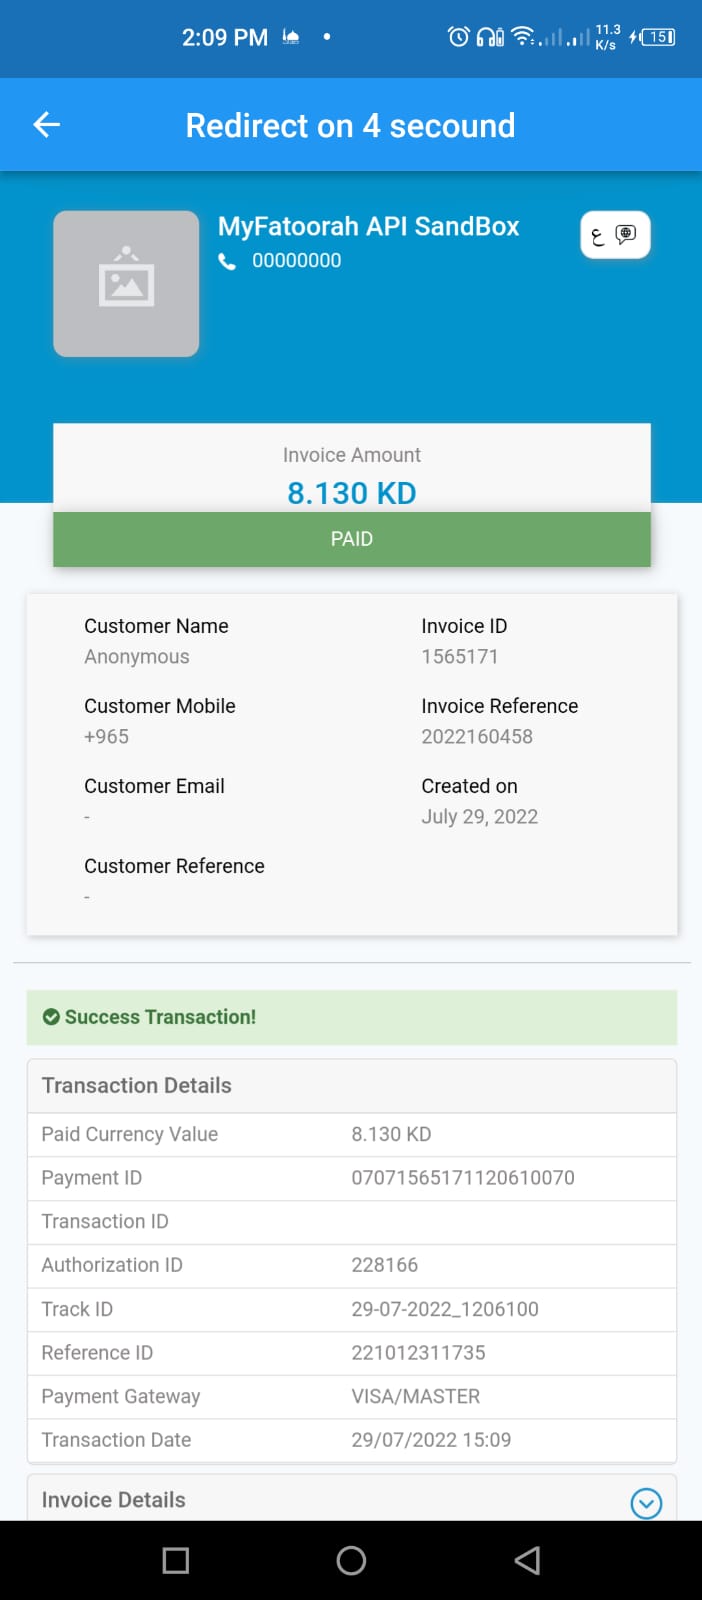 2:09 PM
11.3
K/s
15
Redirect on 4 secound
MyFatoorah API SandBox
00000000
ع
Invoice Amount
8.130 KD
PAID
Customer Name
Anonymous
Invoice ID
1565171
Customer Mobile
+965
Invoice Reference
2022160458
Customer Email
-
Created on
July 29, 2022
Customer Reference
-
Success Transaction!
Transaction Details
Paid Currency Value 8.130 KD
Payment ID 07071565171120610070
Transaction ID
Authorization ID 228166
Track ID 29-07-2022_1206100
Reference ID 221012311735
Payment Gateway VISA/MASTER
Transaction Date 29/07/2022 15:09
Invoice Details